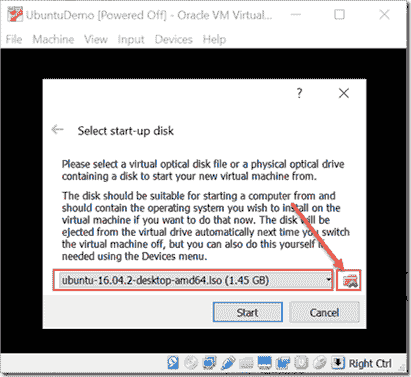 UbuntuDemo [Powered Off] - Oracle VM Virtual...
File Machine View Input Devices Help
Select start-up disk
Please select a virtual optical disk file or a physical optical drive
containing a disk to start your new virtual machine from.
The disk should be suitable for starting a computer from and
should contain the operating system you wish to install on the
virtual machine if you want to do that now. The disk will be
ejected from the virtual drive automatically next time you switch
the virtual machine off, but you can also do this yourself if
needed using the Devices menu.
ubuntu-16.04.2-desktop-amd64.iso (1.45 GB)
Start Cancel
Right Ctrl